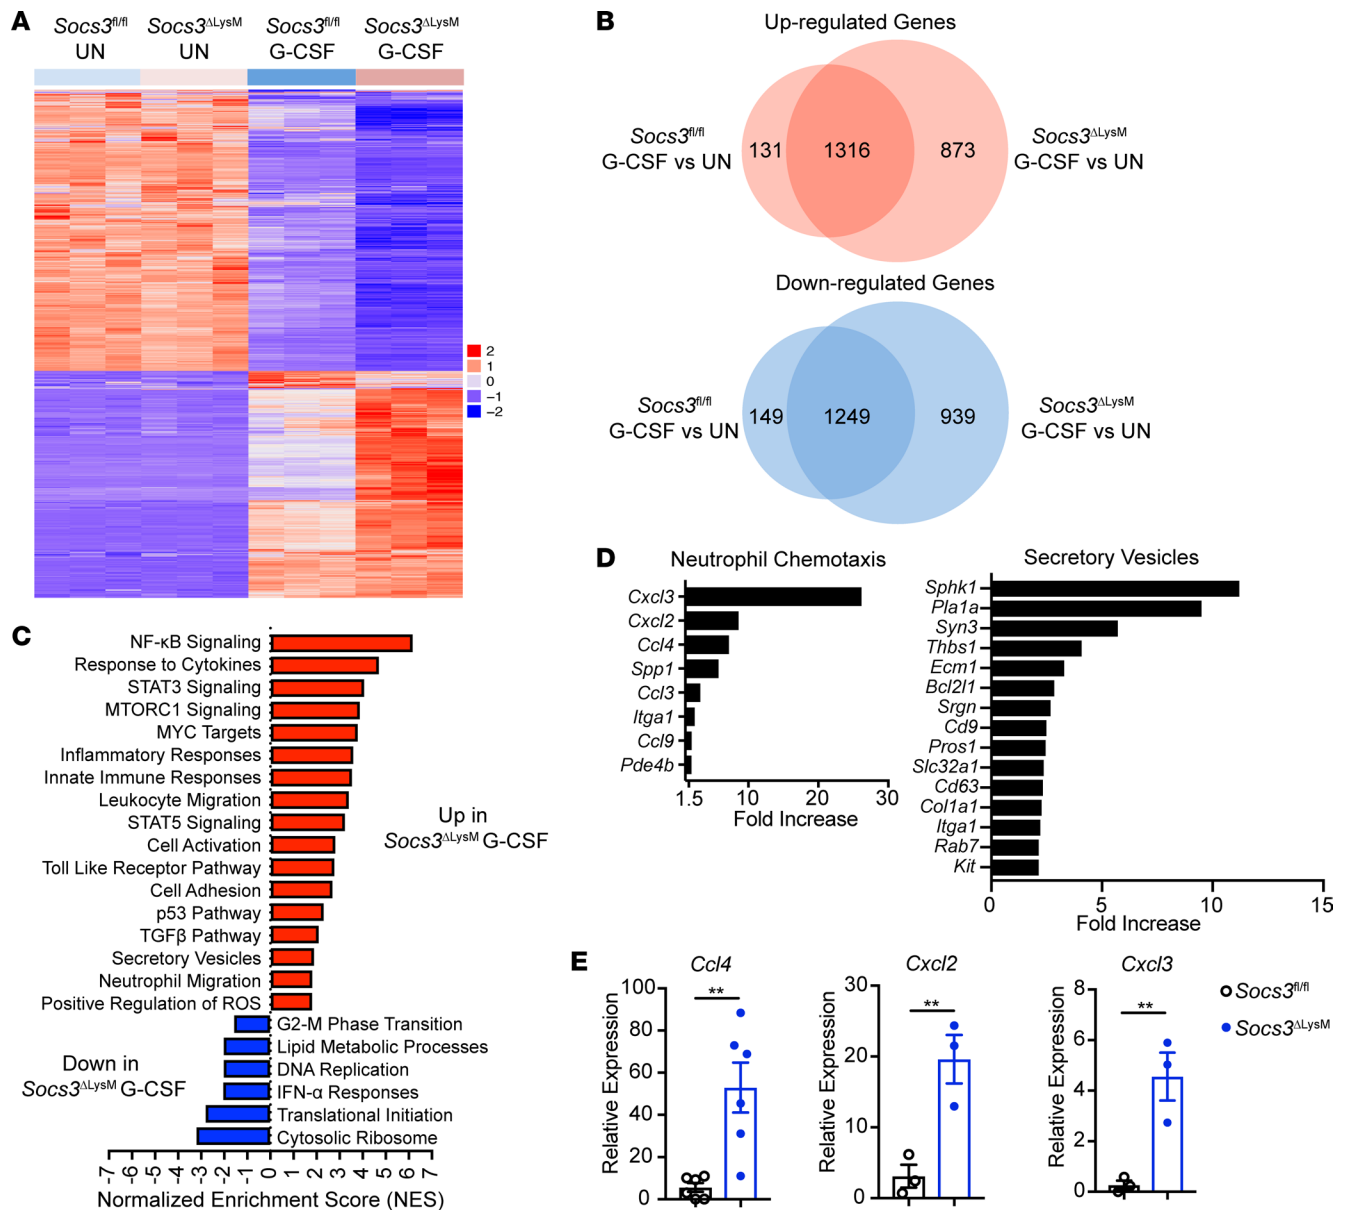 A
Socs3fl/fl
UN
Socs3ΔLysM
UN
Socs3fl/fl
G-CSF
Socs3ΔLysM
G-CSF
2
1
0
−1
−2
B
Up-regulated Genes
Socs3fl/fl
G-CSF vs UN
131
1316
873
Socs3ΔLysM
G-CSF vs UN
Down-regulated Genes
Socs3fl/fl
G-CSF vs UN
149
1249
939
Socs3ΔLysM
G-CSF vs UN
C
NF-κB Signaling
Response to Cytokines
STAT3 Signaling
MTORC1 Signaling
MYC Targets
Inflammatory Responses
Innate Immune Responses
Leukocyte Migration
STAT5 Signaling
Cell Activation
Toll Like Receptor Pathway
Cell Adhesion
p53 Pathway
TGFβ Pathway
Secretory Vesicles
Neutrophil Migration
Positive Regulation of ROS
Up in
Socs3ΔLysM G-CSF
G2-M Phase Transition
Lipid Metabolic Processes
DNA Replication
IFN-α Responses
Translational Initiation
Cytosolic Ribosome
Down in
Socs3ΔLysM G-CSF
-7 -6 -5 -4 -3 -2 -1 0 1 2 3 4 5 6 7
Normalized Enrichment Score (NES)
D
Neutrophil Chemotaxis
Cxcl3
Cxcl2
Ccl4
Spp1
Ccl3
Itga1
Ccl9
Pde4b
1.5 10 20 30
Fold Increase
Secretory Vesicles
Sphk1
Pla1a
Syn3
Thbs1
Ecm1
Bcl2l1
Srgn
Cd9
Pros1
Slc32a1
Cd63
Col1a1
Itga1
Rab7
Kit
0 5 10 15
Fold Increase
E
Ccl4
Relative Expression
100
80
60
40
20
0
**
Cxcl2
Relative Expression
30
20
10
0
**
Cxcl3
Relative Expression
8
6
4
2
0
**
Socs3fl/fl
Socs3ΔLysM